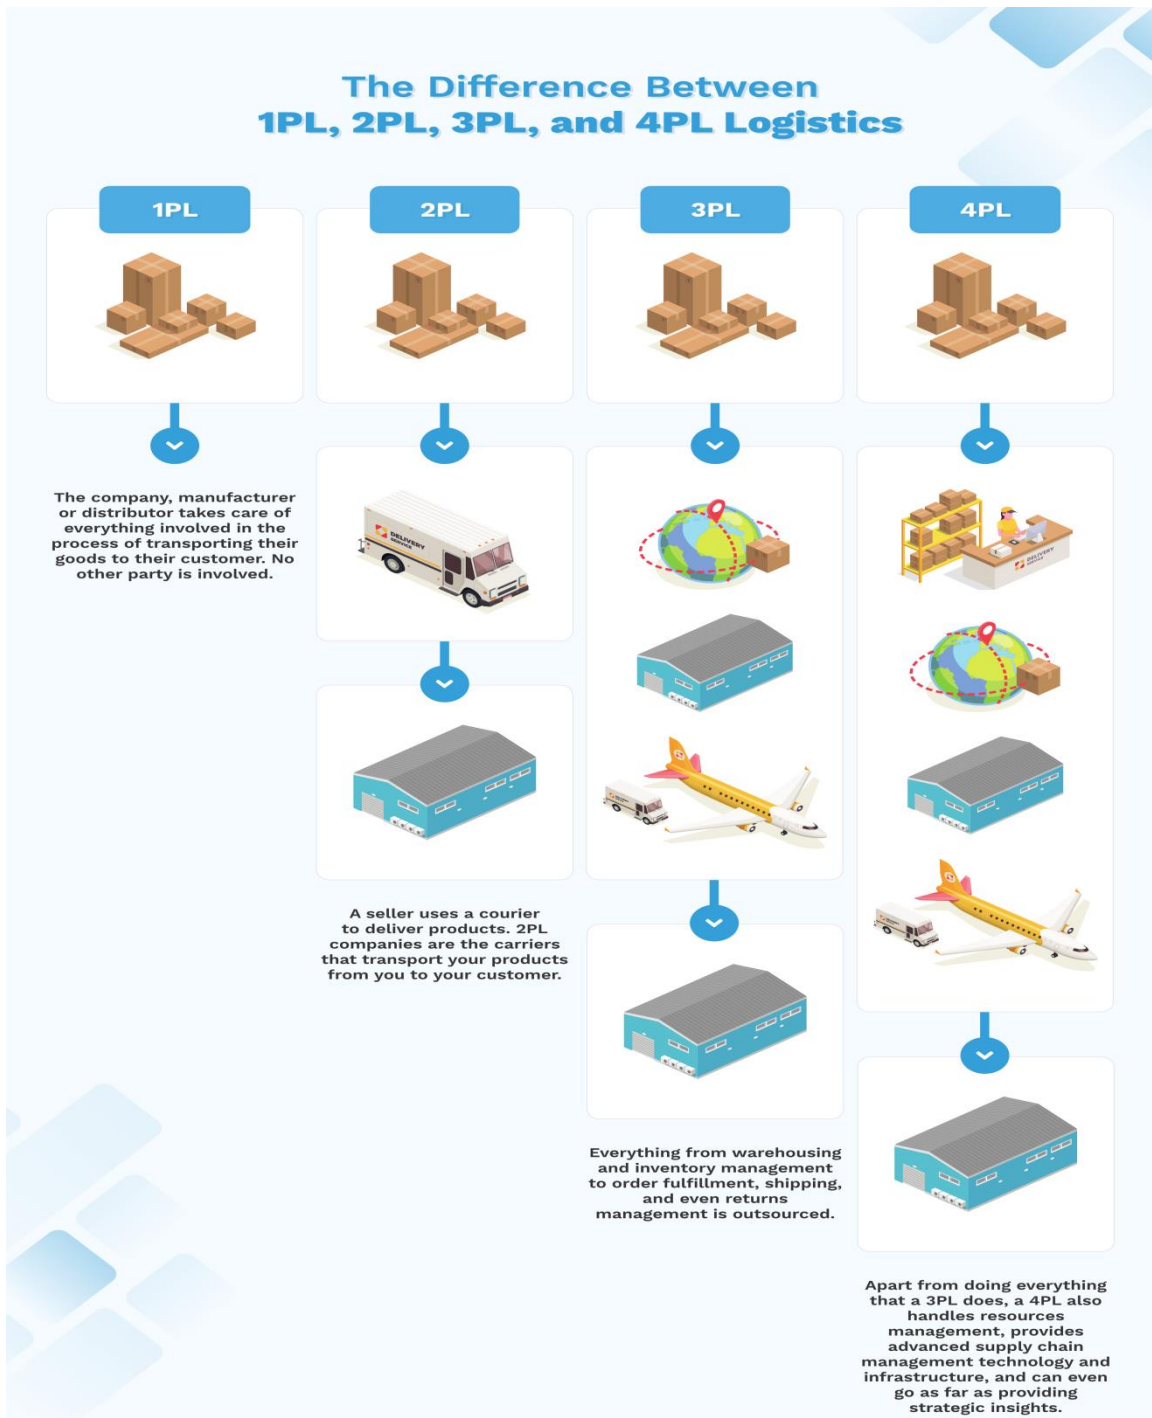 The Difference Between
1PL, 2PL, 3PL, and 4PL Logistics
1PL
2PL
3PL
4PL
The company, manufacturer
or distributor takes care of
everything involved in the
process of transporting their
goods to their customer. No
other party is involved.
DELIVERY
SERVICE
A seller uses a courier
to deliver products. 2PL
companies are the carriers
that transport your products
from you to your customer.
Everything from warehousing
and inventory management
to order fulfillment, shipping,
and even returns
management is outsourced.
DELIVERY
SERVICE
Apart from doing everything
that a 3PL does, a 4PL also
handles resources
management, provides
advanced supply chain
management technology and
infrastructure, and can even
go as far as providing
strategic insights.